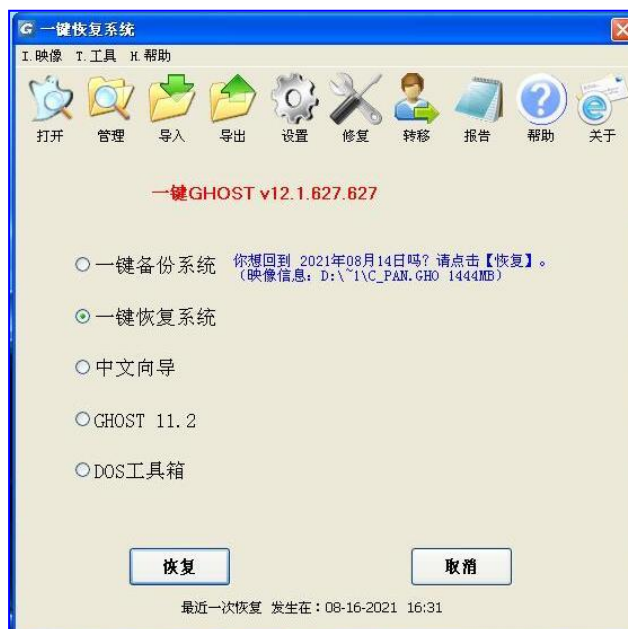 一键恢复系统
I.映像 T.工具 H.帮助
打开 管理 导入 导出 设置 修复 转移 报告 帮助 关于
一键GHOST v12.1.627.627
一键备份系统 你想回到 2021年08月14日吗? 请点击【恢复】。
(映像信息: D:\~1\C_PAN.GHO 1444MB)
一键恢复系统
中文向导
GHOST 11.2
DOS工具箱
恢复 取消
最近一次恢复 发生在:08-16-2021 16:31